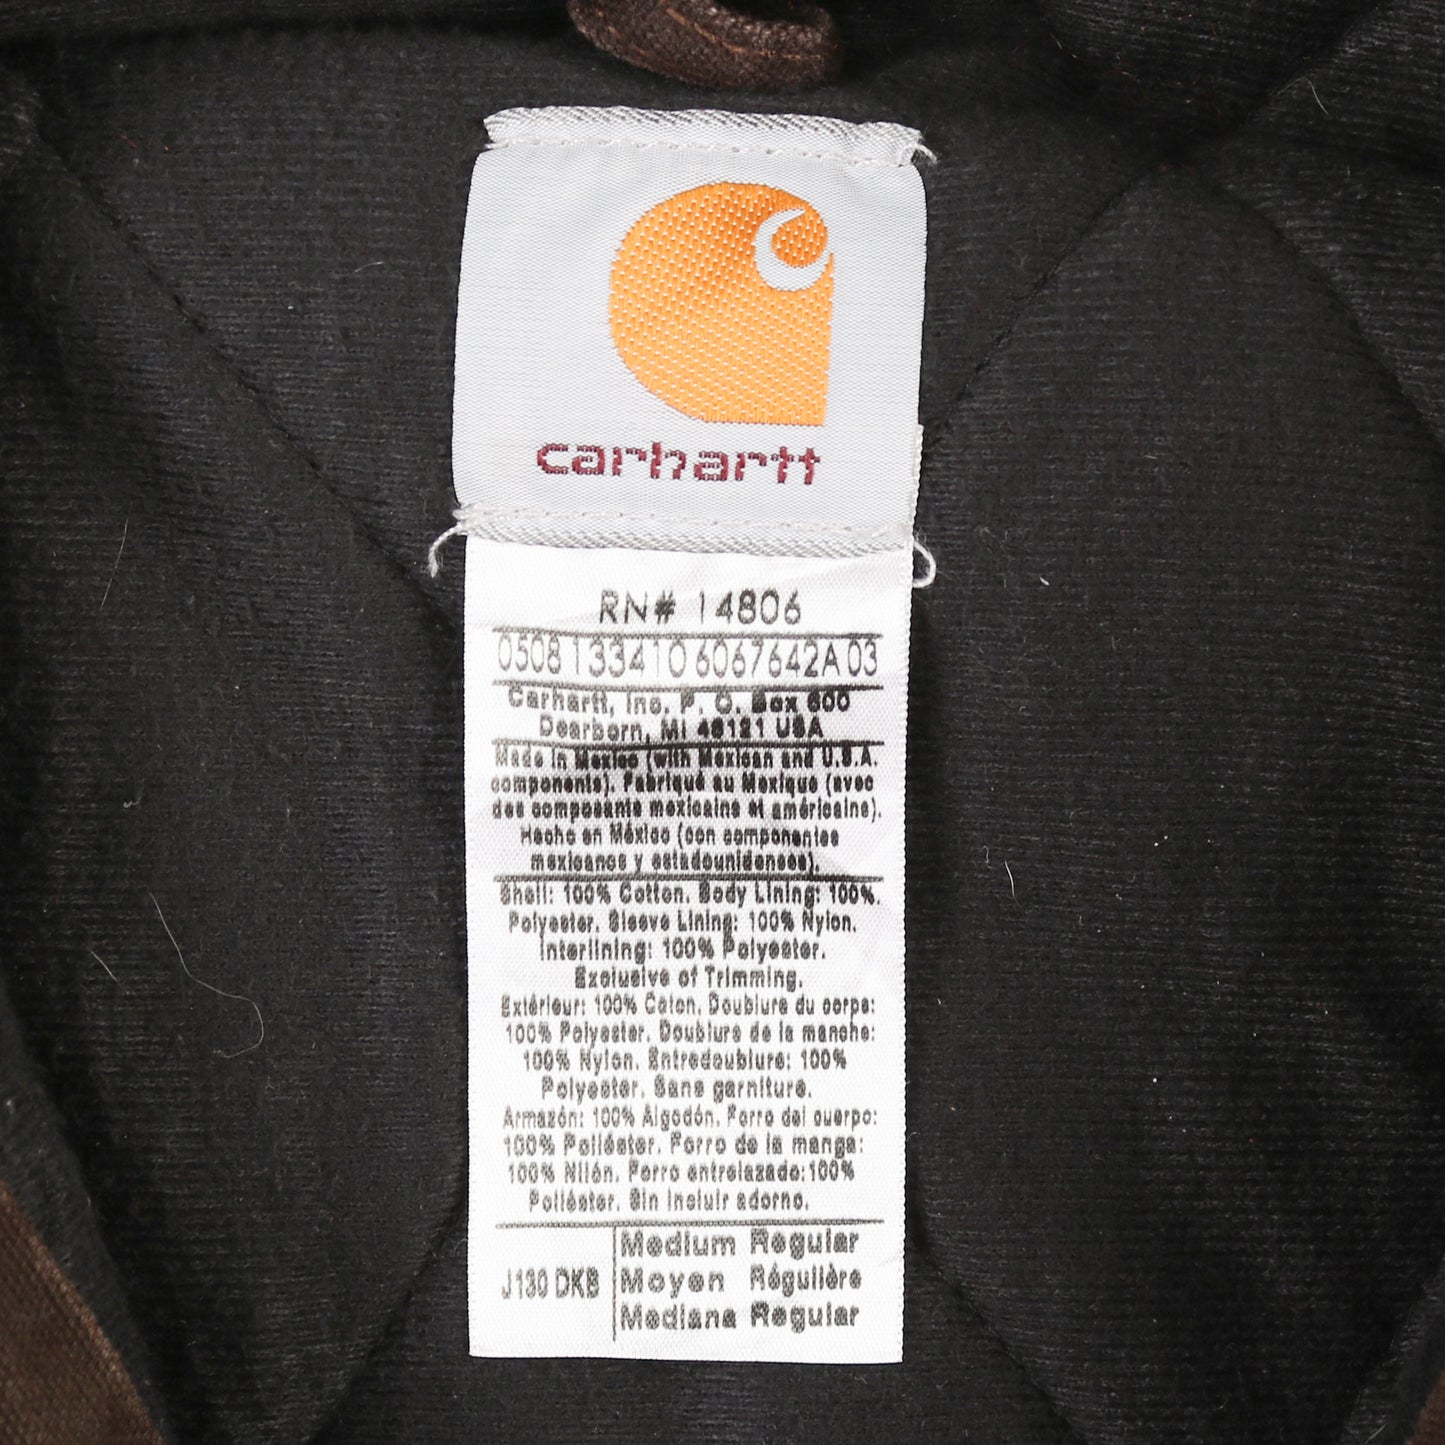 carhartt
RN# 14806
0508 133410 6067642A 03
Carhartt, Inc. P. O. Box 600
Dearborn, MI 48121 USA
Made in Mexico (with Mexican and U.S.A.
components). Fabriqué au Mexique (avec
des composants mexicains et américains).
Hecho en México (con componentes
mexicanos y estadounidenses).
Shell: 100% Cotton. Body Lining: 100%.
Polyester. Sleeve Lining: 100% Nylon.
Interlining: 100% Polyester.
Exclusive of Trimming.
Extérieur: 100% Coton. Doublure du corps:
100% Polyester. Doublure de la manche:
100% Nylon. Entredoublure: 100%
Polyester. Sans garniture.
Armazón: 100% Algodón. Forro del cuerpo:
100% Poliéster. Forro de la manga:
100% Nilón. Forro entrelazado:100%
Poliéster. Sin incluir adorno.
J130 DKB
Medium Regular
Moyen Régulière
Mediana Regular